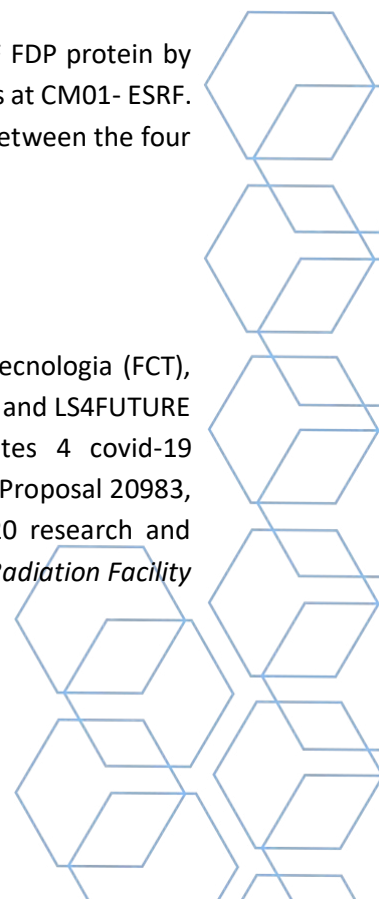 FDP protein by
s at CM01- ESRF.
etween the four
ecnologia (FCT),
and LS4FUTURE
tes 4 covid-19
Proposal 20983,
20 research and
Radiation Facility